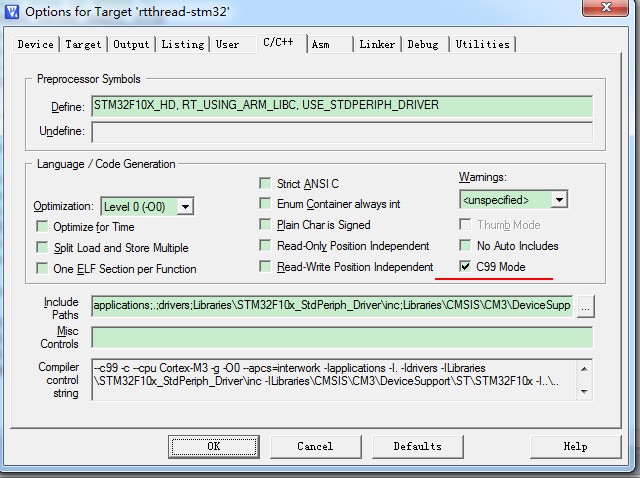 Options for Target 'rtthread-stm32'
Device Target Output Listing User C/C++ Asm Linker Debug Utilities
Preprocessor Symbols
Define: STM32F10X_HD, RT_USING_ARM_LIBC, USE_STDPERIPH_DRIVER
Undefine:
Language / Code Generation
Strict ANSI C
Warnings:
Optimization: Level 0 (-O0)
Enum Container always int
<unspecified>
Optimize for Time
Plain Char is Signed
Thumb Mode
Split Load and Store Multiple
Read-Only Position Independent
No Auto Includes
One ELF Section per Function
Read-Write Position Independent
C99 Mode
Include Paths
applications;.;drivers;Libraries\STM32F10x_StdPeriph_Driver\inc;Libraries\CMSIS\CM3\DeviceSupp
...
Misc Controls
Compiler control string
--c99 -c --cpu Cortex-M3 -g -O0 --apcs=interwork -Iapplications -I. -Idrivers -ILibraries
\STM32F10x_StdPeriph_Driver\inc -ILibraries\CMSIS\CM3\DeviceSupport\ST\STM32F10x -I..\..
OK Cancel Defaults Help